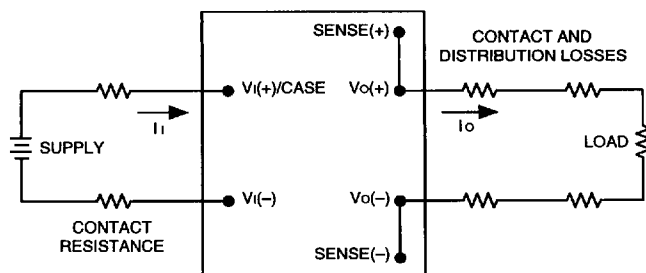 SENSE(+)
CONTACT AND
DISTRIBUTION LOSSES
VI(+)/CASE
VO(+)
II
IO
SUPPLY
LOAD
VI(–)
VO(–)
CONTACT
RESISTANCE
SENSE(–)